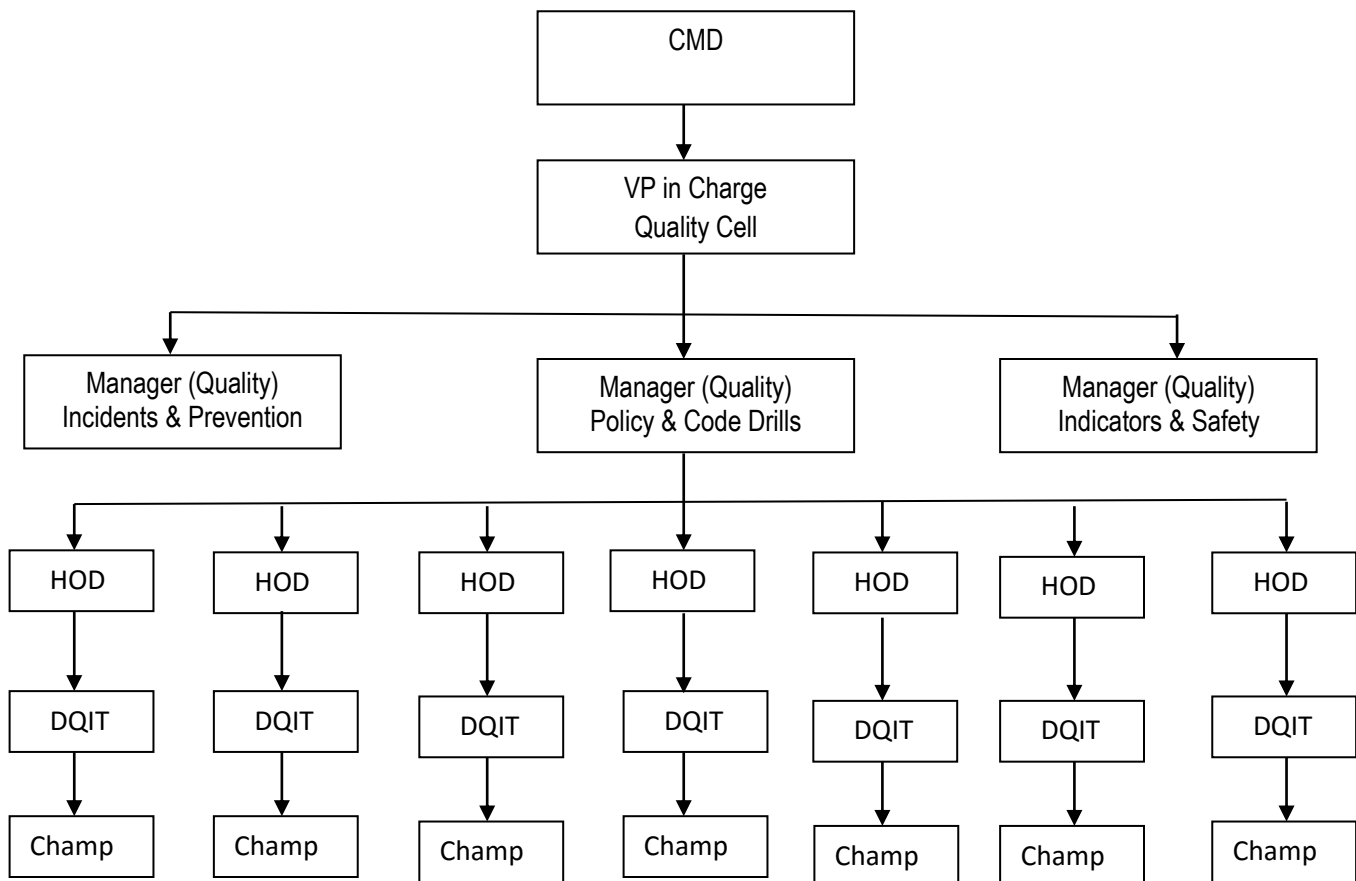 CMD
VP in Charge
Quality Cell
Manager (Quality)
Incidents & Prevention
Manager (Quality)
Policy & Code Drills
Manager (Quality)
Indicators & Safety
HOD
HOD
HOD
HOD
HOD
HOD
HOD
DQIT
DQIT
DQIT
DQIT
DQIT
DQIT
DQIT
Champ
Champ
Champ
Champ
Champ
Champ
Champ